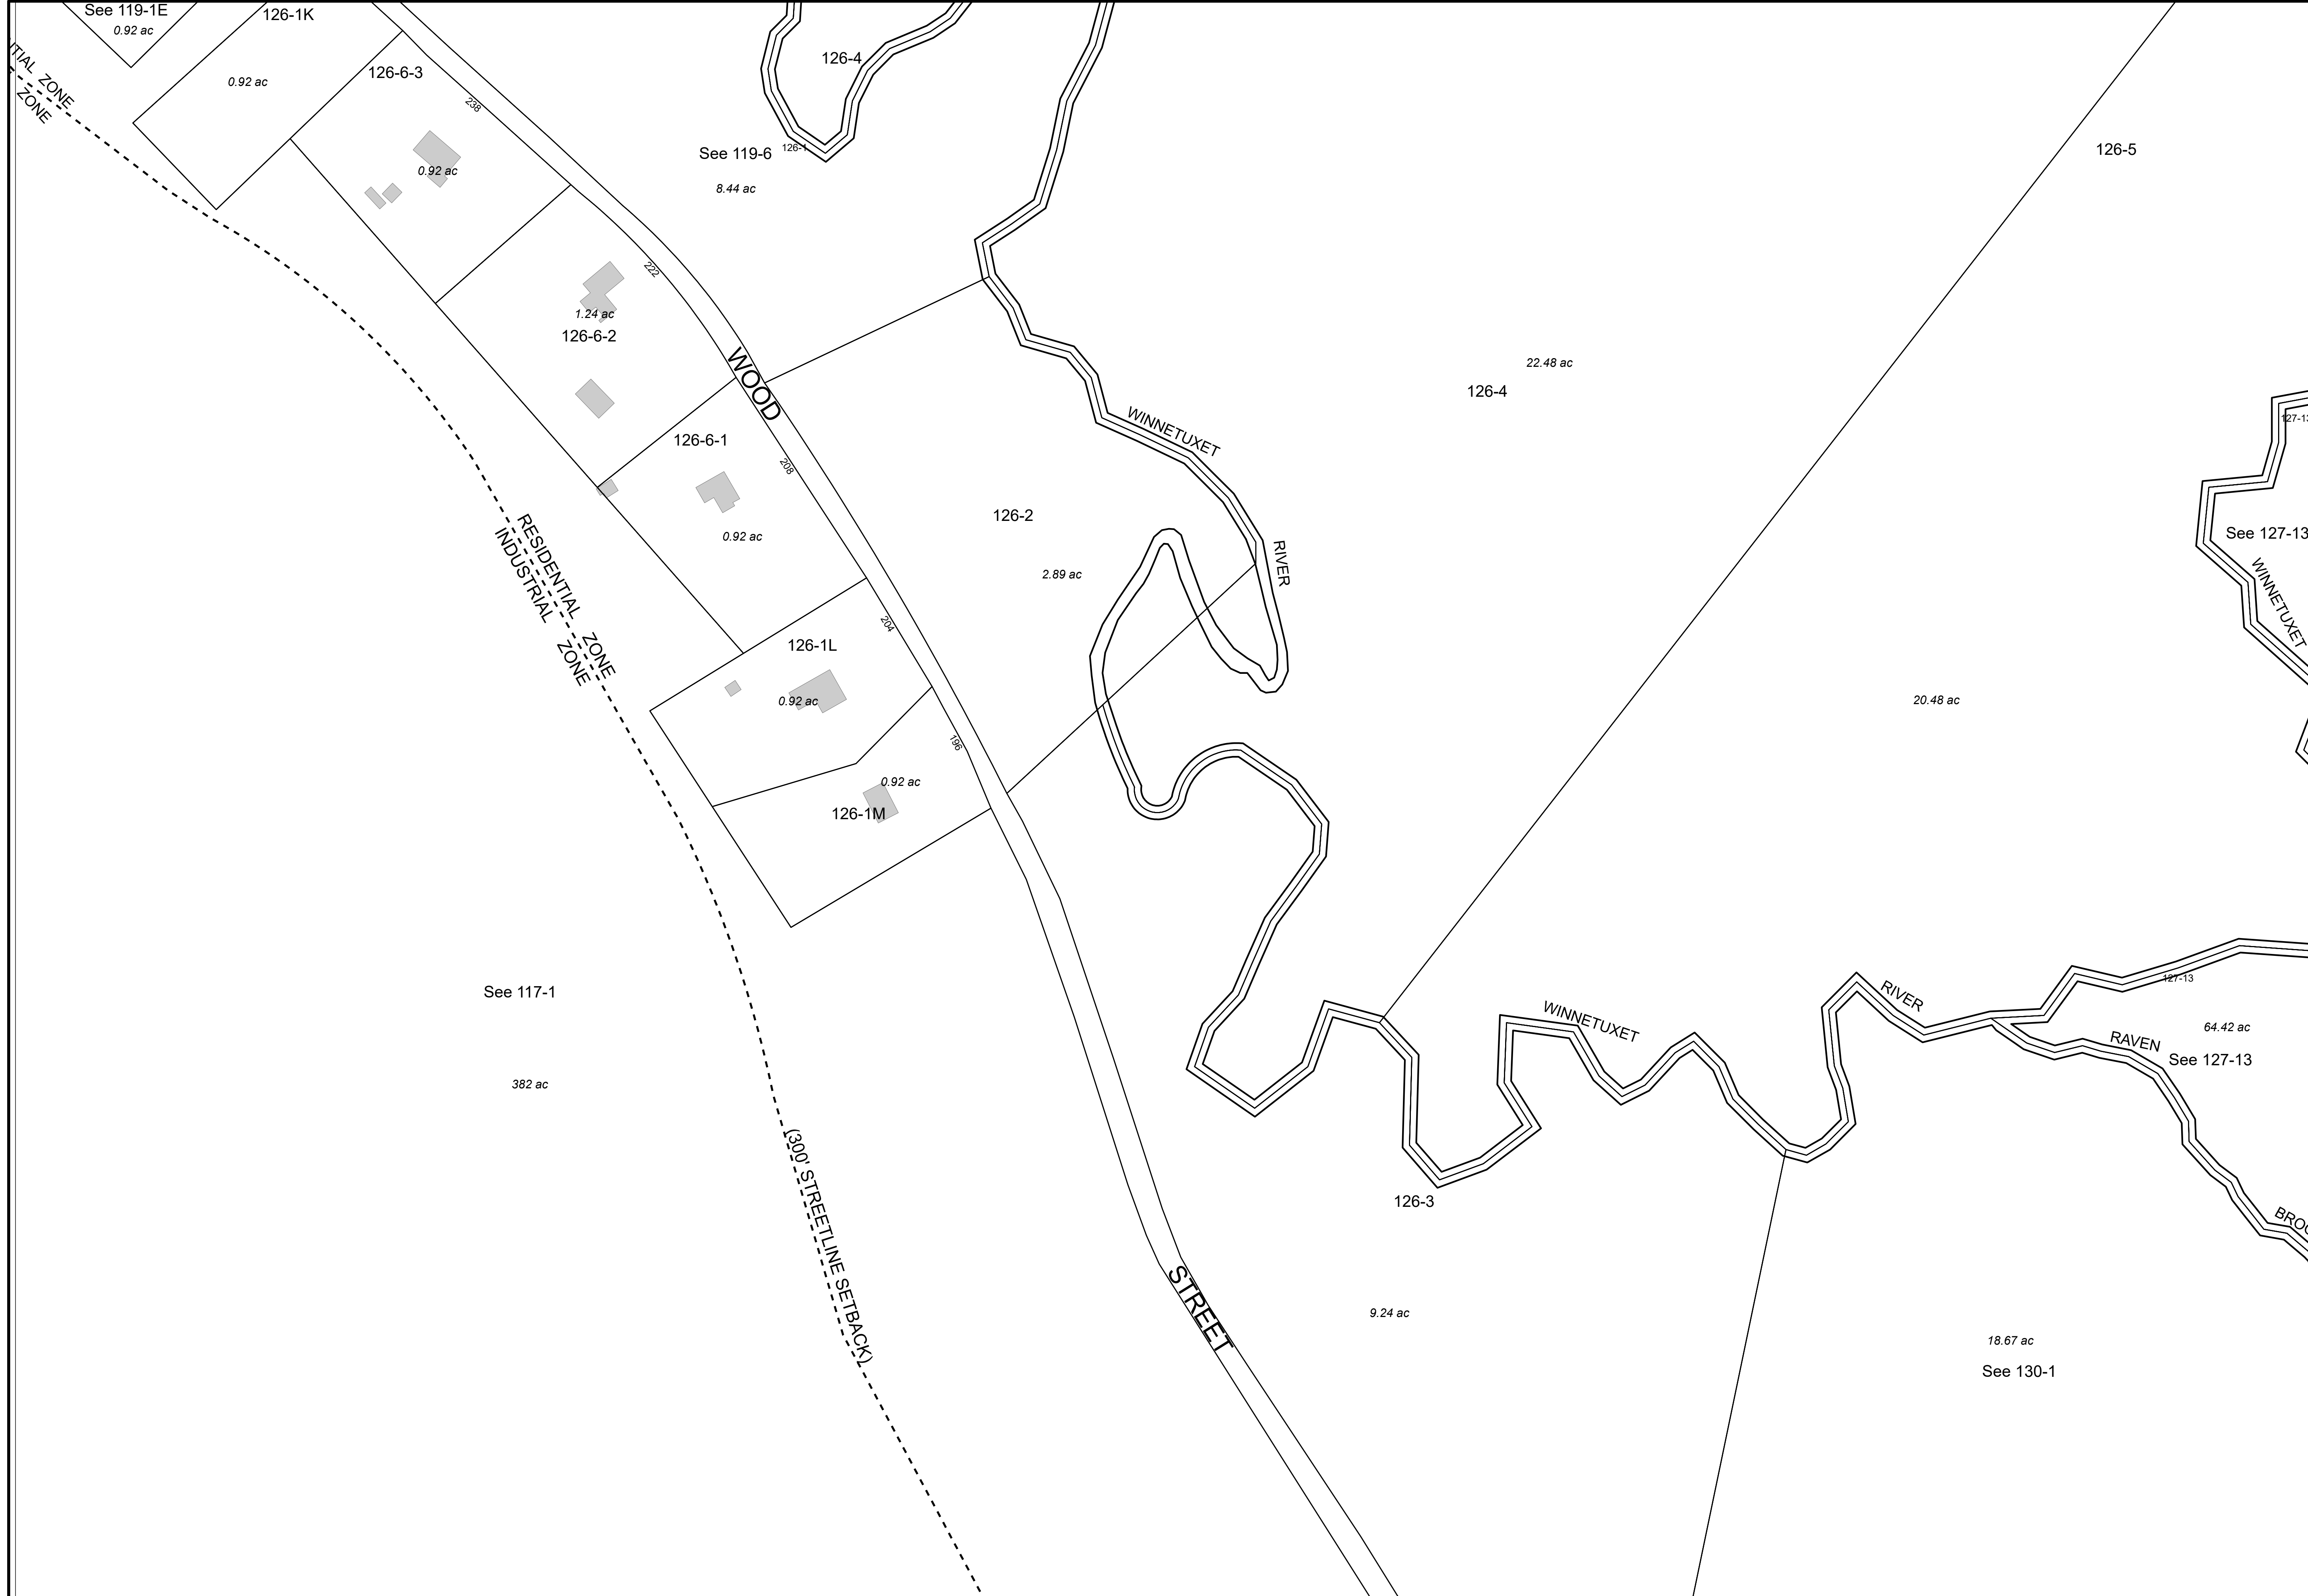 See 119-1E
0.92 ac
126-1K
0.92 ac
ZONE
ZONE
126-6-3
238
0.92 ac
126-4
See 119-6
126-1
8.44 ac
126-5
222
1.24 ac
126-6-2
WOOD
126-6-1
208
0.92 ac
22.48 ac
126-4
WINNETUXET
RIVER
126-2
2.89 ac
See 127-13
WINNETUXET
RESIDENTIAL ZONE
INDUSTRIAL ZONE
204
126-1L
0.92 ac
196
0.92 ac
126-1M
20.48 ac
See 117-1
382 ac
WINNETUXET
RIVER
127-13
64.42 ac
RAVEN
See 127-13
126-3
9.24 ac
(300' STREETLINE SETBACK)
STREET
18.67 ac
See 130-1